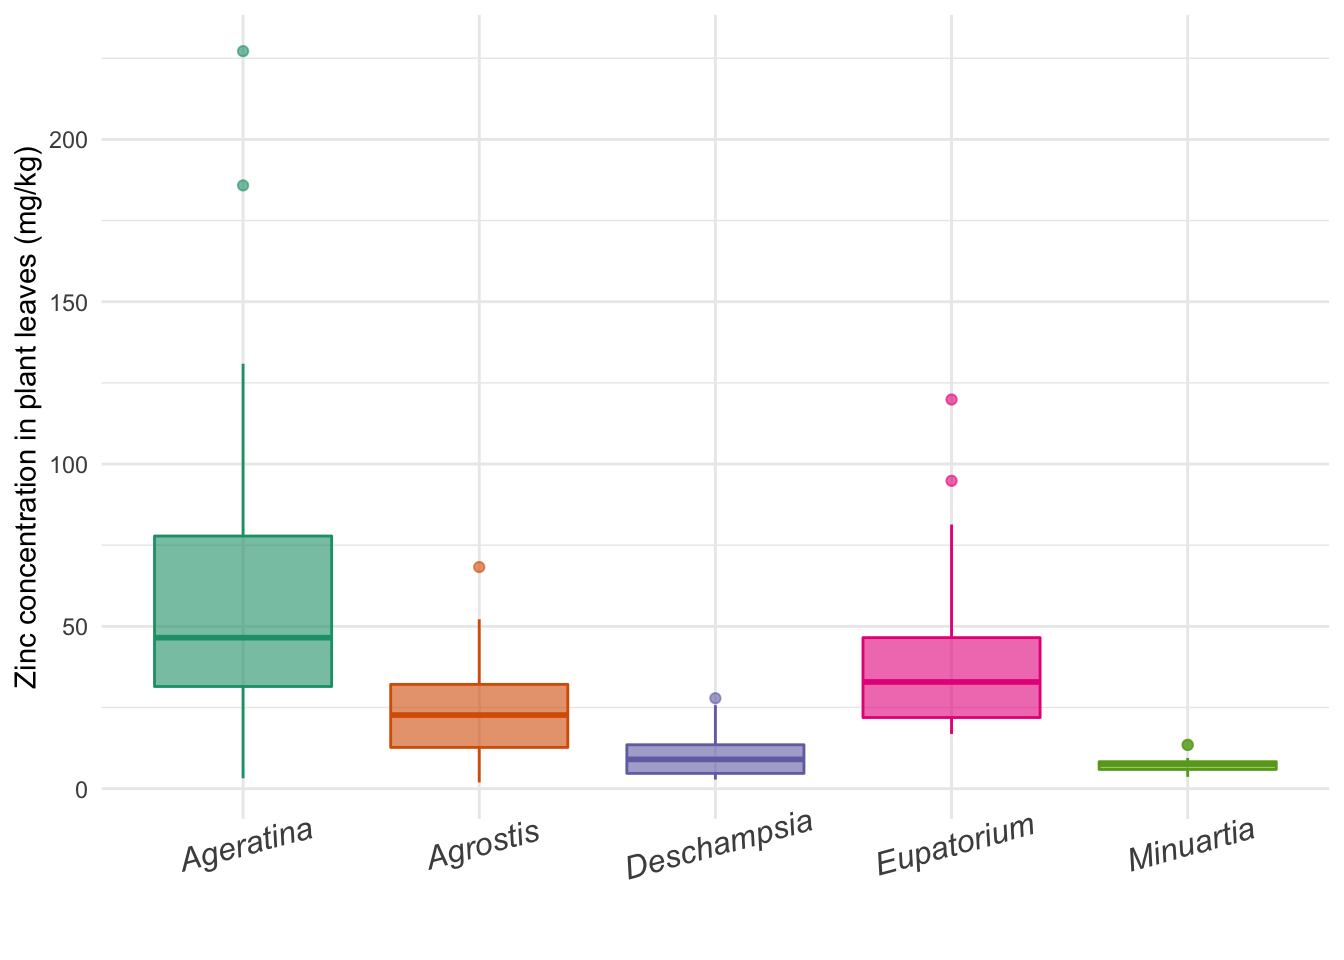 Zinc concentration in plant leaves (mg/kg)
200
150
100
50
0
Ageratina
Agrostis
Deschampsia
Eupatorium
Minuartia